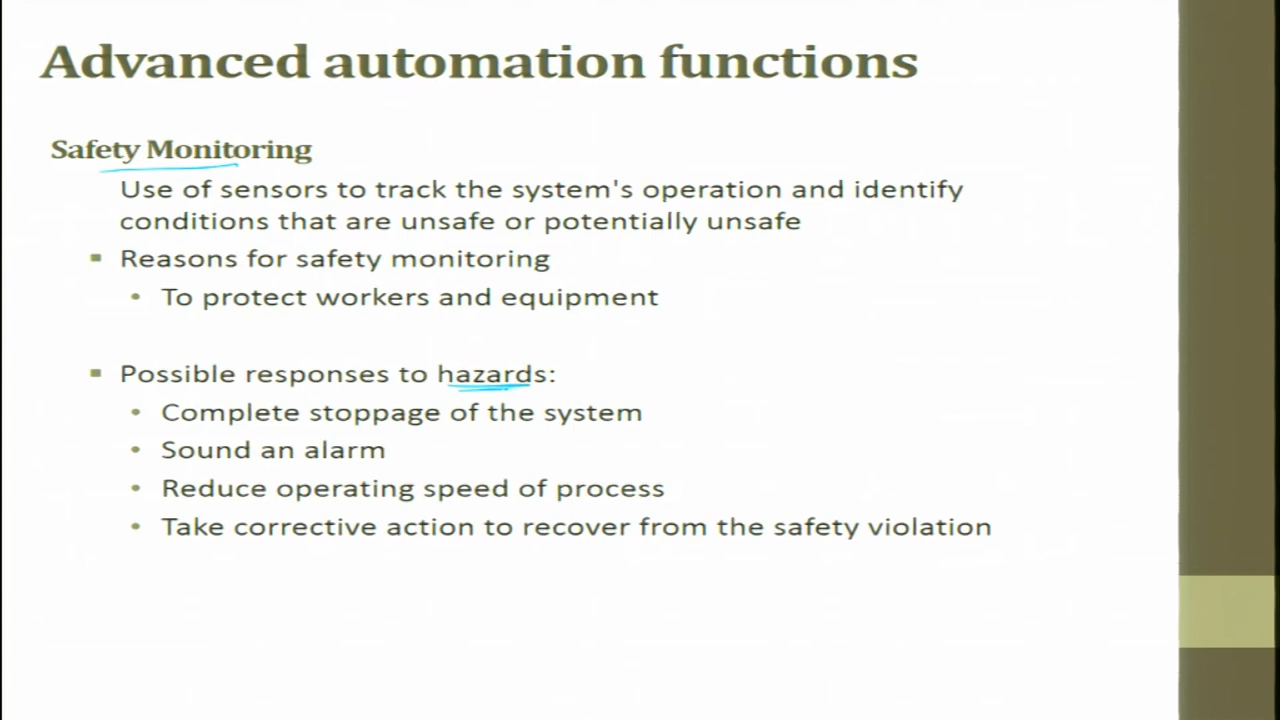 Advanced automation functions
Safety Monitoring
Use of sensors to track the system's operation and identify
conditions that are unsafe or potentially unsafe
Reasons for safety monitoring
To protect workers and equipment
Possible responses to hazards:
Complete stoppage of the system
Sound an alarm
Reduce operating speed of process
Take corrective action to recover from the safety violation